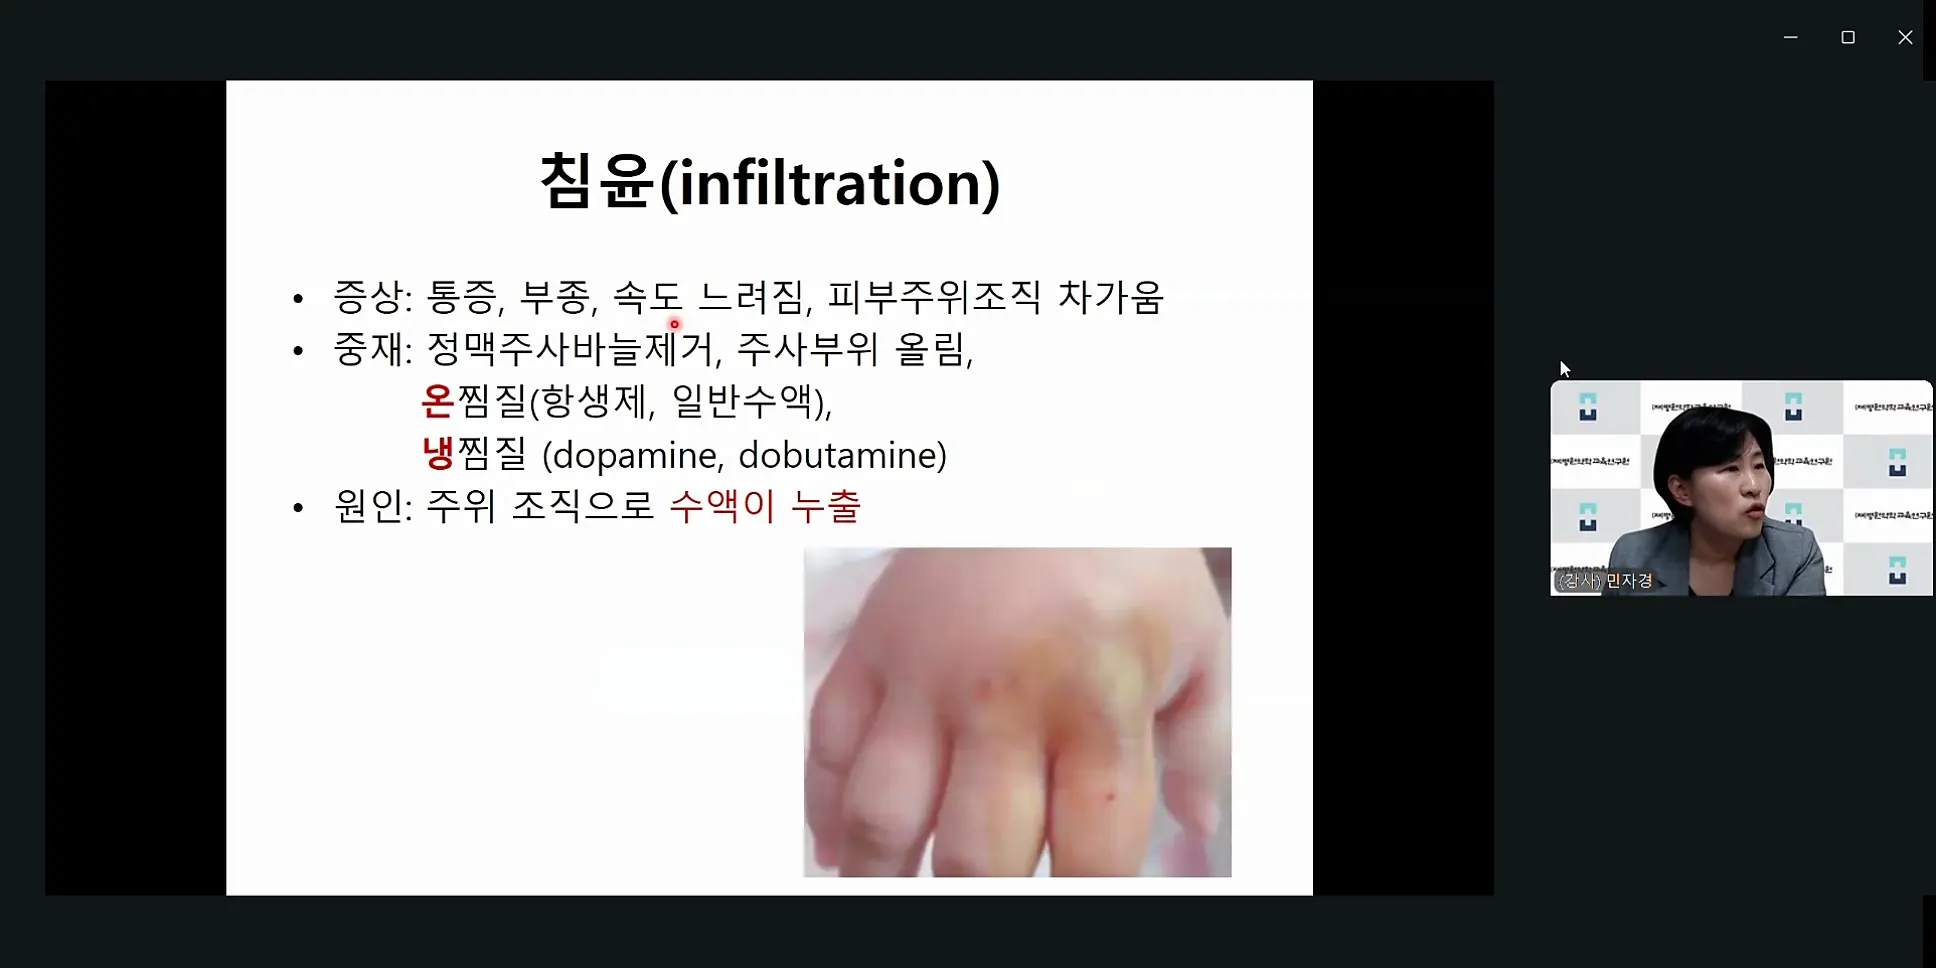 침윤(infiltration)
• 증상: 통증, 부종, 속도 느려짐, 피부주위조직 차가움
• 중재: 정맥주사바늘제거, 주사부위 올림,
온찜질(항생제, 일반수액),
냉찜질 (dopamine, dobutamine)
• 원인: 주위 조직으로 수액이 누출
(강사) 민자경